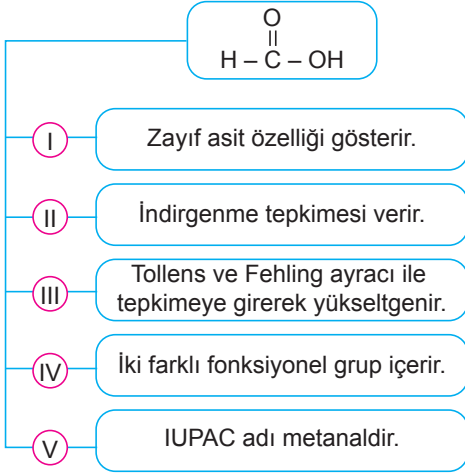 O
H – C – OH
I
Zayıf asit özelliği gösterir.
II
İndirgenme tepkimesi verir.
III
Tollens ve Fehling ayracı ile
tepkimeye girerek yükseltgenir.
IV
İki farklı fonksiyonel grup içerir.
V
IUPAC adı metanaldir.